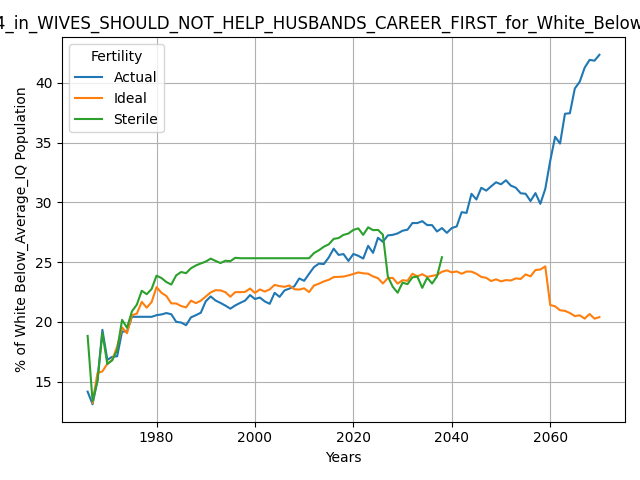 4_in_WIVES_SHOULD_NOT_HELP_HUSBANDS_CAREER_FIRST_for_White_Below
% of White Below_Average_IQ Population
Fertility
Actual
Ideal
Sterile
40
35
30
25
20
15
1980
2000
2020
2040
2060
Years